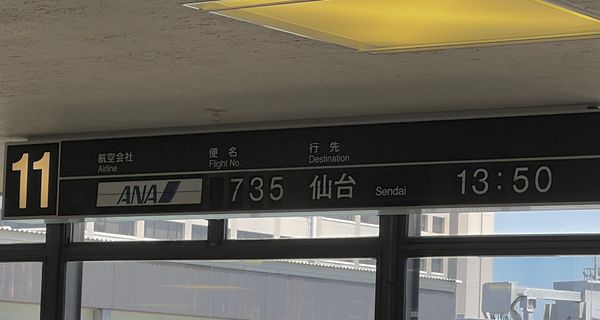 11
航空会社 便名 行先
Airline Flight No. Destination
ANA 735 仙台 Sendai 13:50